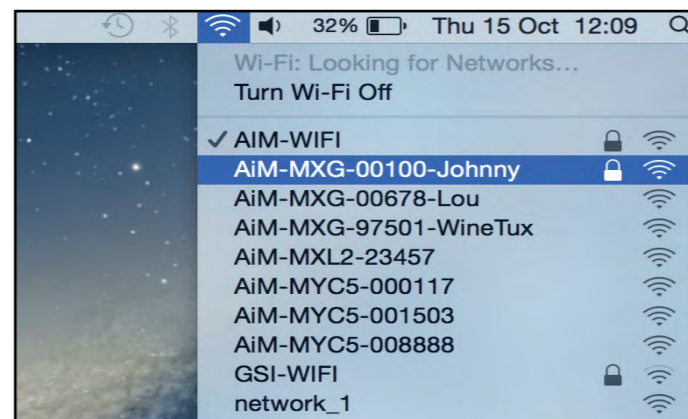 32% Thu 15 Oct 12:09
Wi-Fi: Looking for Networks...
Turn Wi-Fi Off
✓ AIM-WIFI
AiM-MXG-00100-Johnny
AiM-MXG-00678-Lou
AiM-MXG-97501-WineTux
AiM-MXL2-23457
AiM-MYC5-000117
AiM-MYC5-001503
AiM-MYC5-008888
GSI-WIFI
network_1